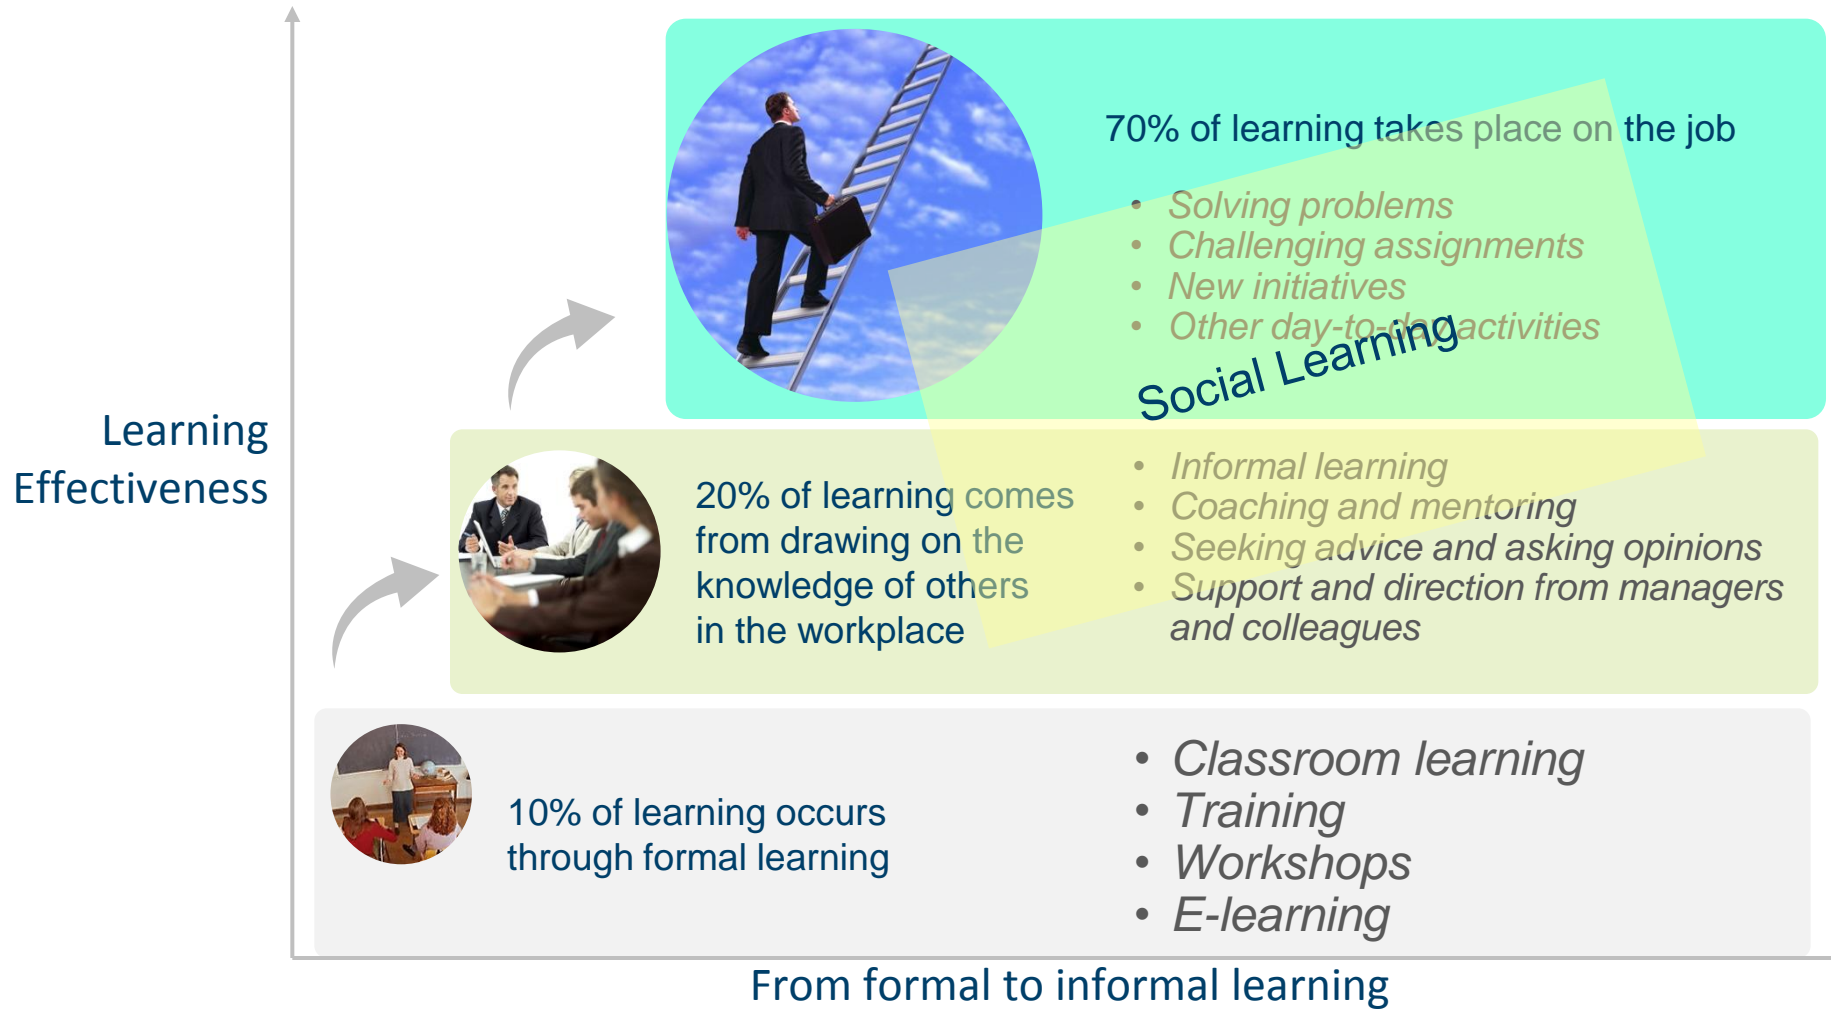 70% of learning takes place on the job
• Solving problems
• Challenging assignments
• New initiatives
• Other day-to-day activities
Social Learning
Learning
Effectiveness
20% of learning comes
from drawing on the
knowledge of others
in the workplace
• Informal learning
• Coaching and mentoring
• Seeking advice and asking opinions
• Support and direction from managers
and colleagues
10% of learning occurs
through formal learning
• Classroom learning
• Training
• Workshops
• E-learning
From formal to informal learning